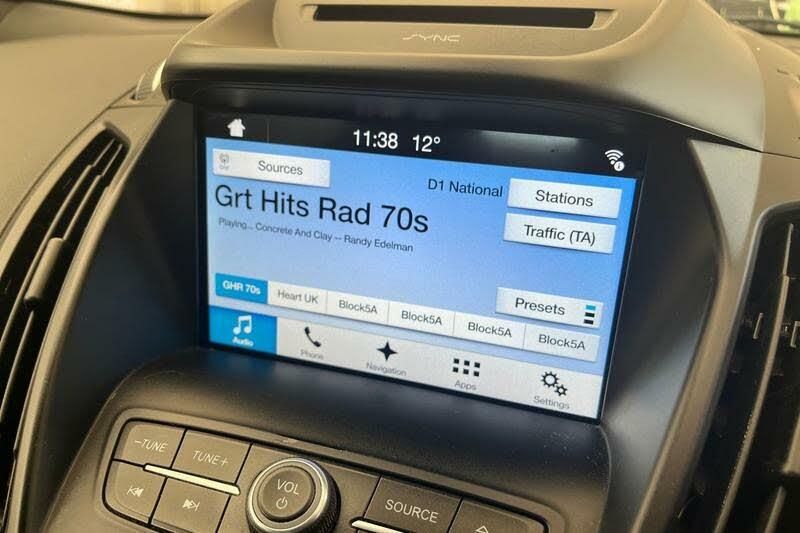 SYNC
11:38 12°
Sources
D1 National
Stations
Grt Hits Rad 70s
Traffic (TA)
Playing... Concrete And Clay -- Randy Edelman
Presets
GHR 70s
Heart UK
Block5A
Block5A
Block5A
Block5A
Audio
Phone
Navigation
Apps
Settings
-TUNE
TUNE+
VOL
SOURCE